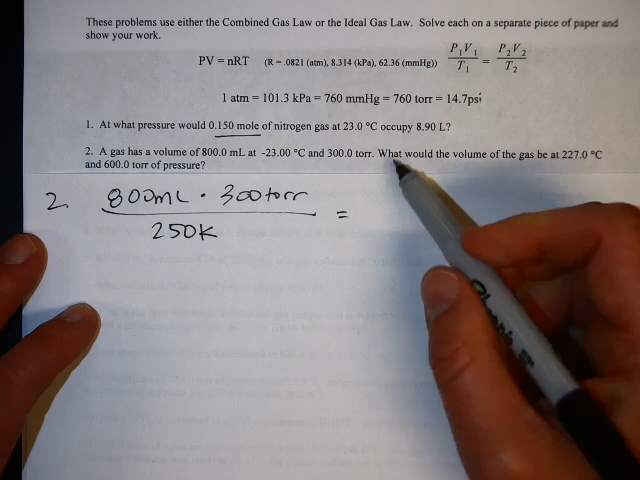 These problems use either the Combined Gas Law or the Ideal Gas Law. Solve each on a separate piece of paper and
show your work.
PV = nRT (R = .0821 (atm), 8.314 (kPa), 62.36 (mmHg)) P1V1/T1 = P2V2/T2
1 atm = 101.3 kPa = 760 mmHg = 760 torr = 14.7psi
1. At what pressure would 0.150 mole of nitrogen gas at 23.0 °C occupy 8.90 L?
2. A gas has a volume of 800.0 mL at -23.00 °C and 300.0 torr. What would the volume of the gas be at 227.0 °C
and 600.0 torr of pressure?
2. 800mL · 300torr =
250K
Sharpie